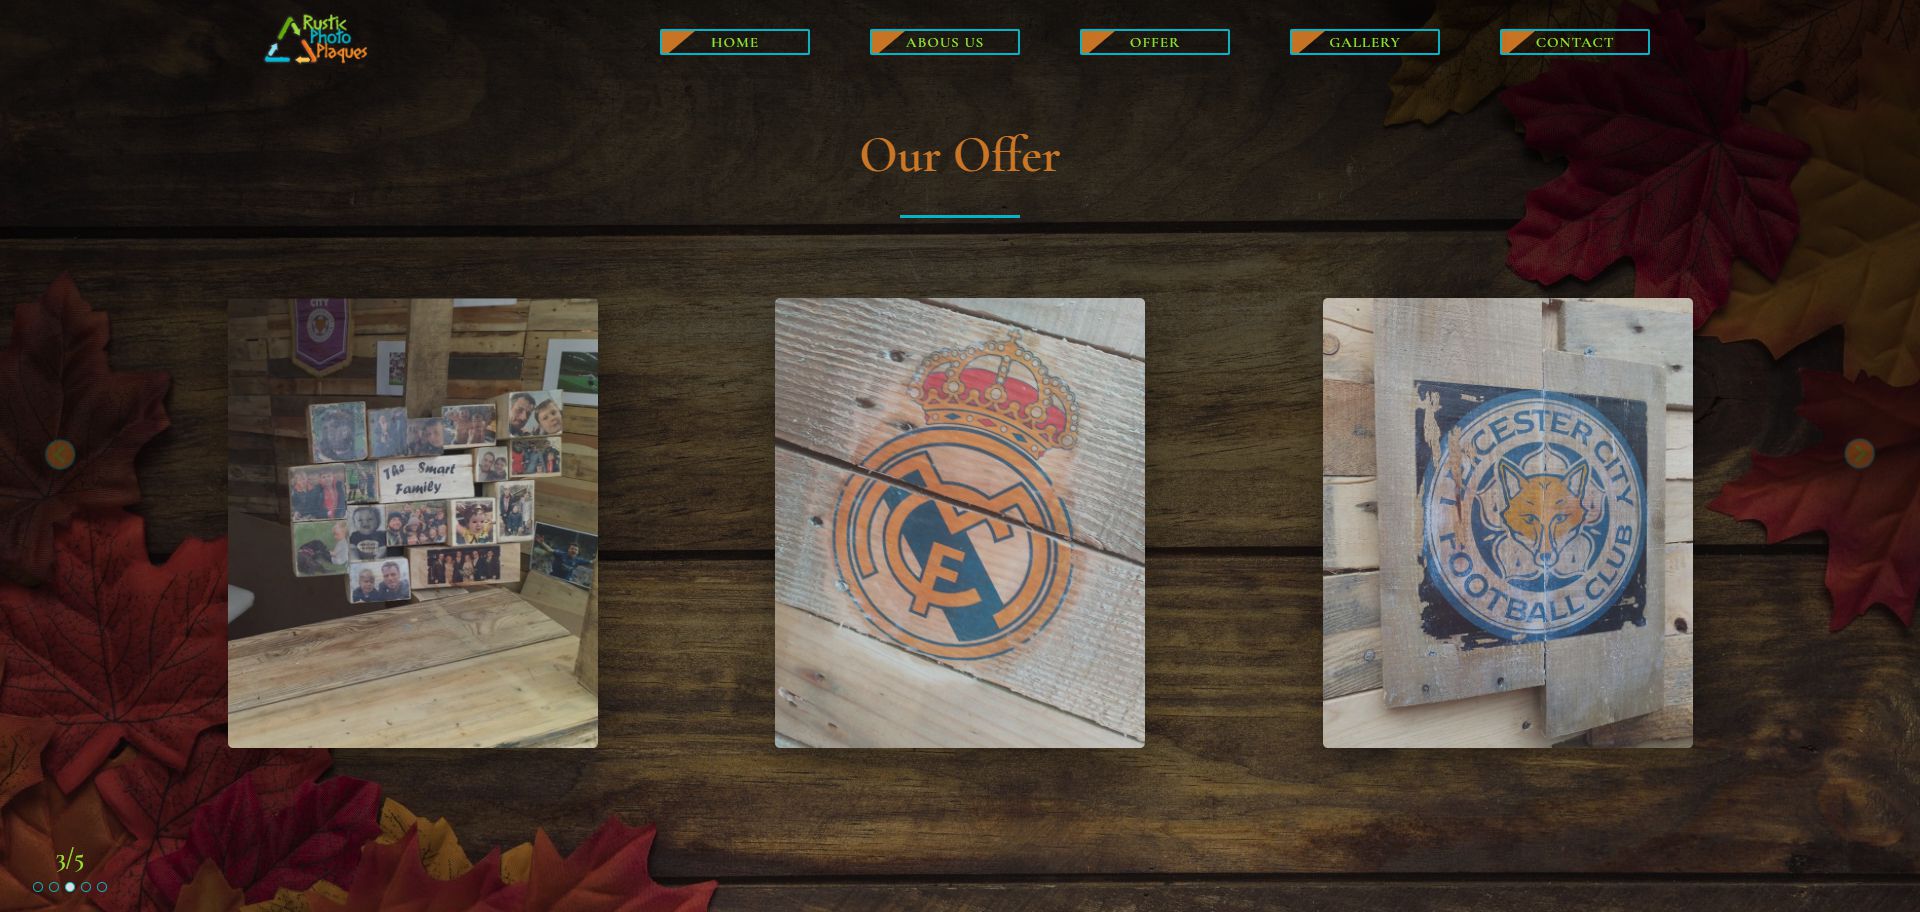 Rustic
Photo
Plaques
HOME
ABOUS US
OFFER
GALLERY
CONTACT
Our Offer
CITY
The Smart
Family
LEICESTER CITY
FOOTBALL CLUB
3/5